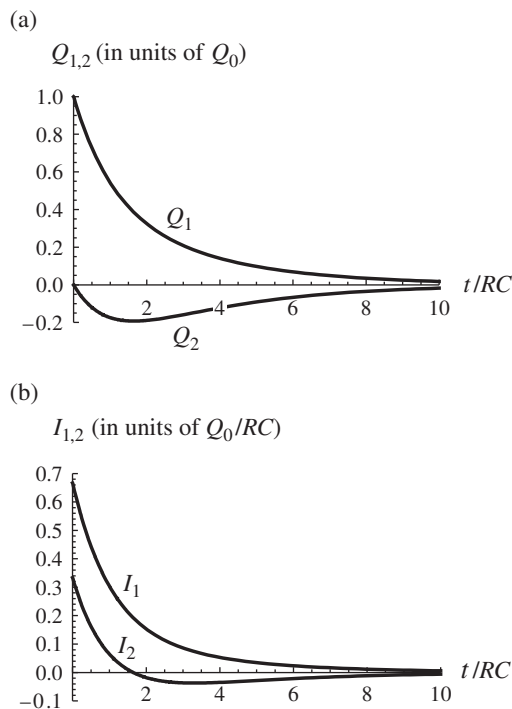 (a)
Q₁,₂ (in units of Q₀)
1.0
0.8
0.6
0.4
Q₁
0.2
0.0
2 4 6 8 10 t/RC
−0.2
Q₂
(b)
I₁,₂ (in units of Q₀/RC)
0.7
0.6
0.5
0.4
0.3
I₁
0.2
0.1
I₂
0.0
t/RC
−0.1
2 4 6 8 10